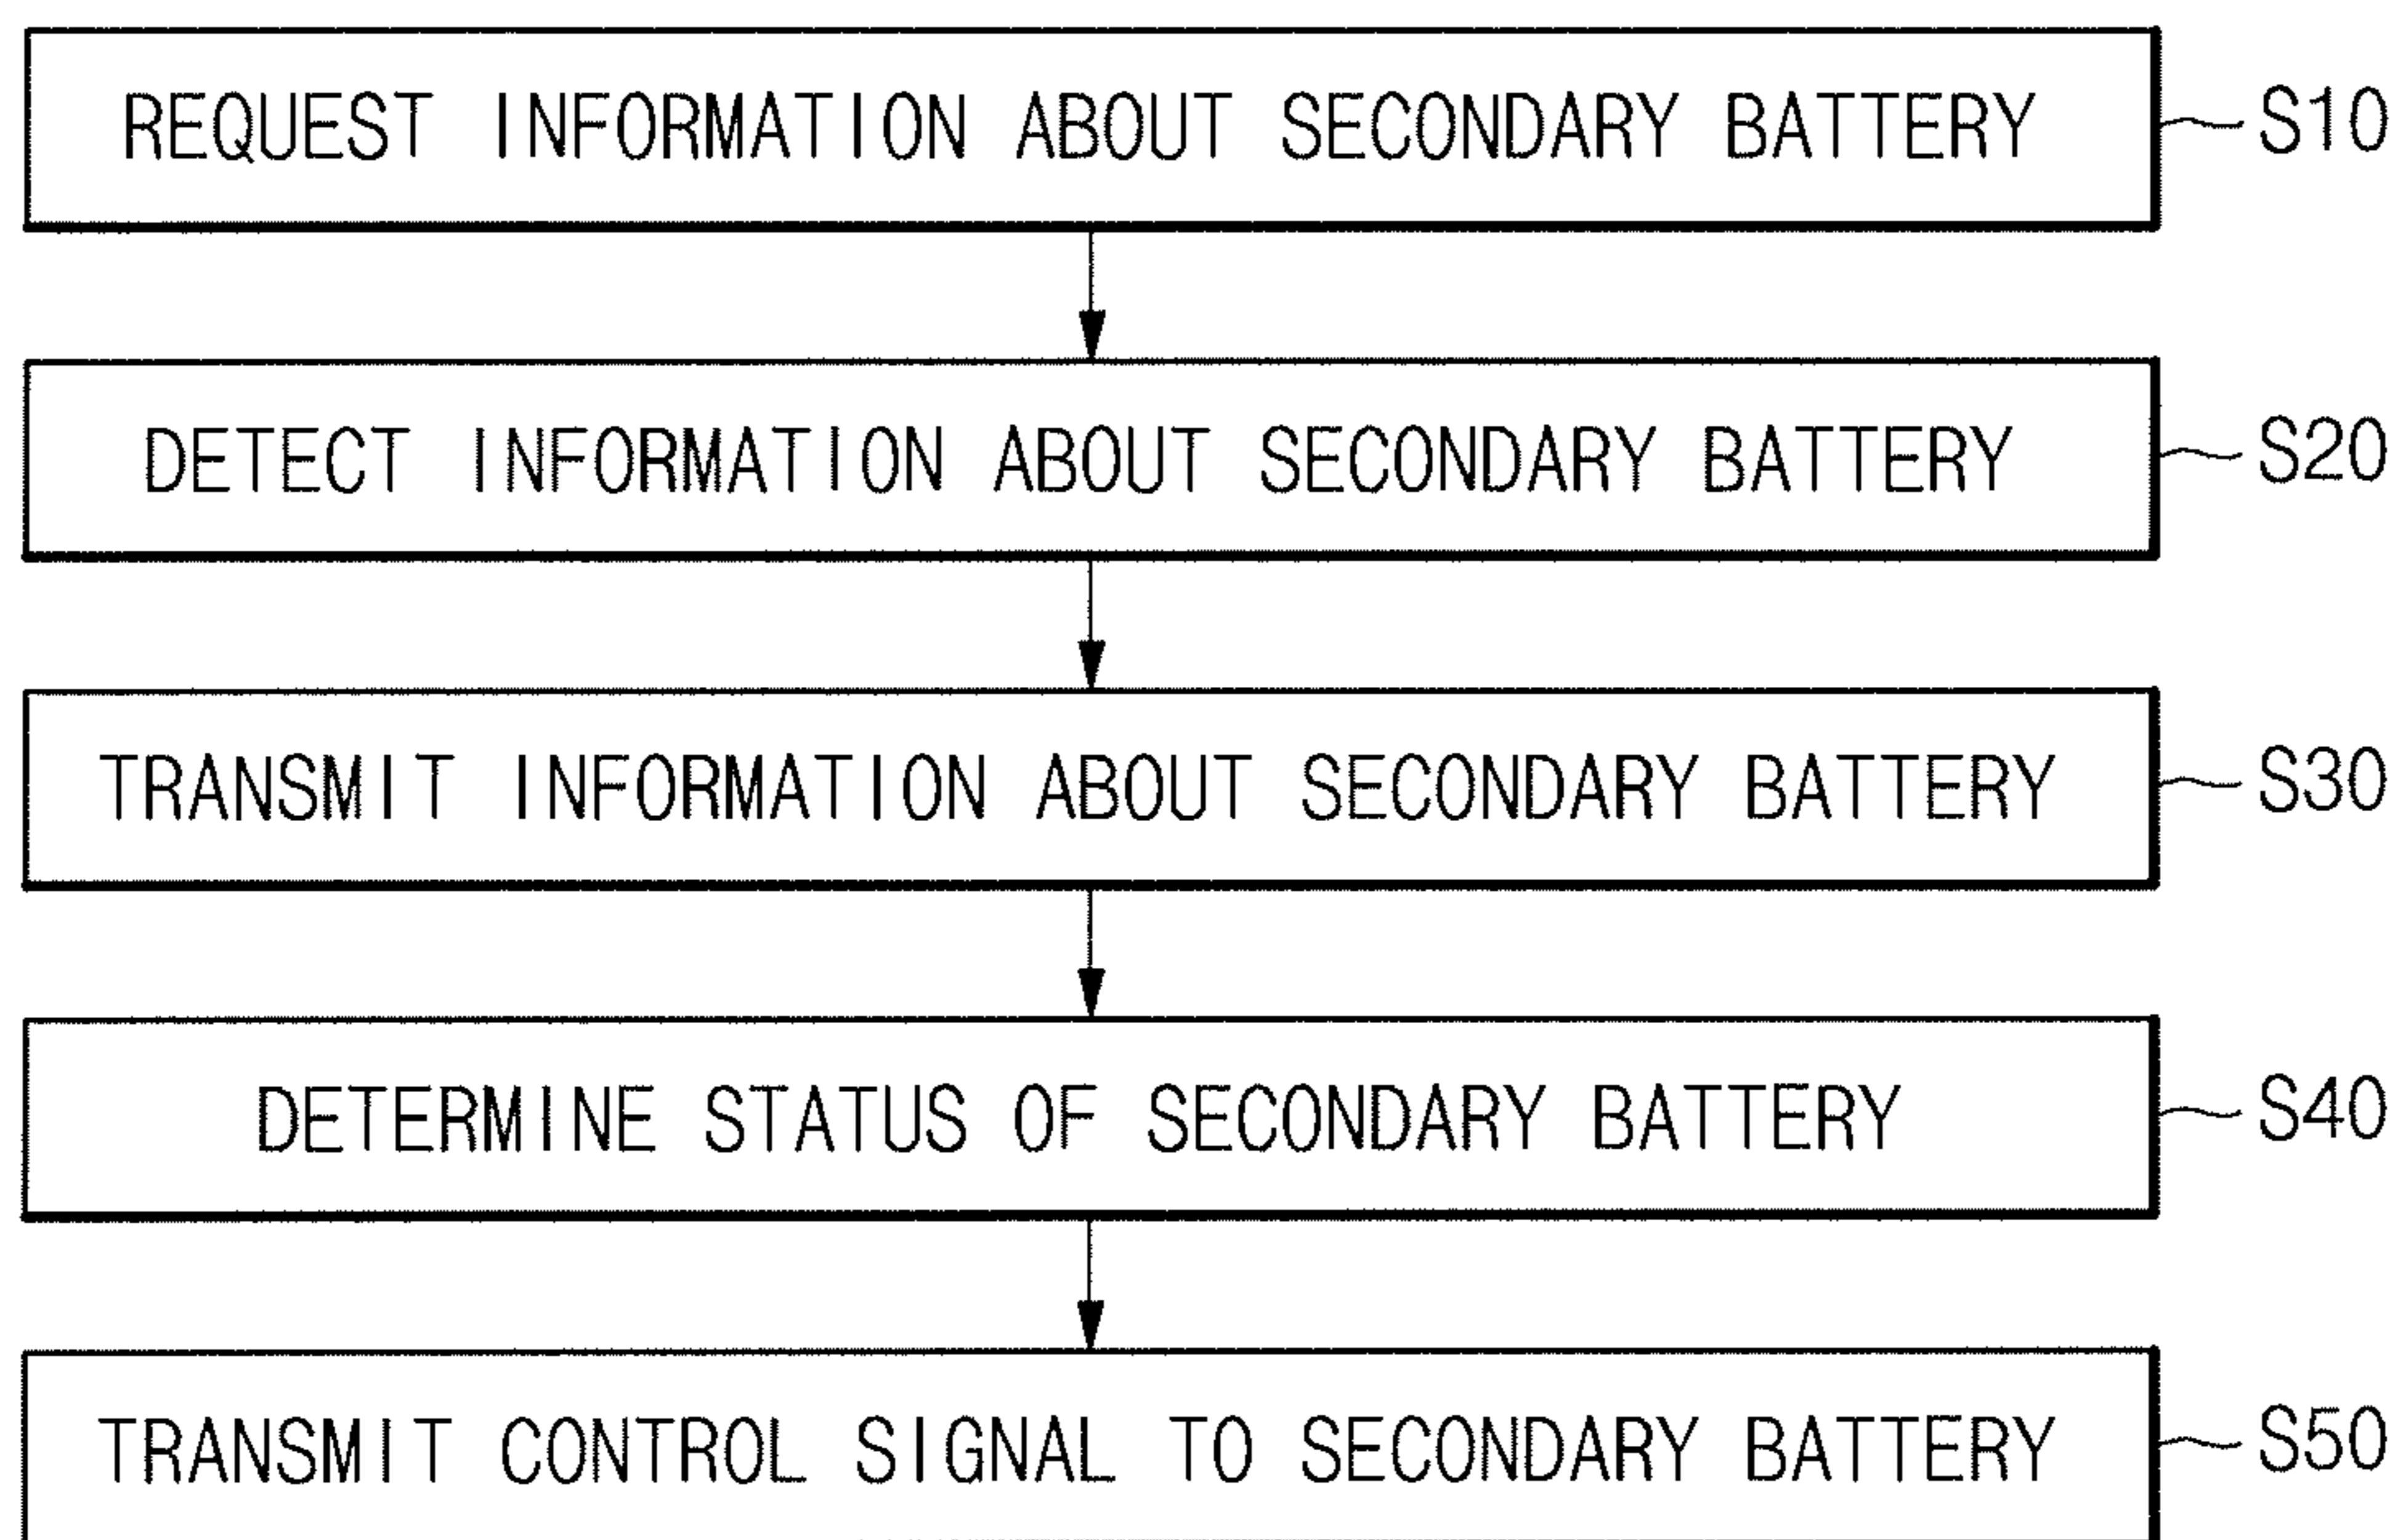 REQUEST INFORMATION ABOUT SECONDARY BATTERY S10
DETECT INFORMATION ABOUT SECONDARY BATTERY S20
TRANSMIT INFORMATION ABOUT SECONDARY BATTERY S30
DETERMINE STATUS OF SECONDARY BATTERY S40
TRANSMIT CONTROL SIGNAL TO SECONDARY BATTERY S50